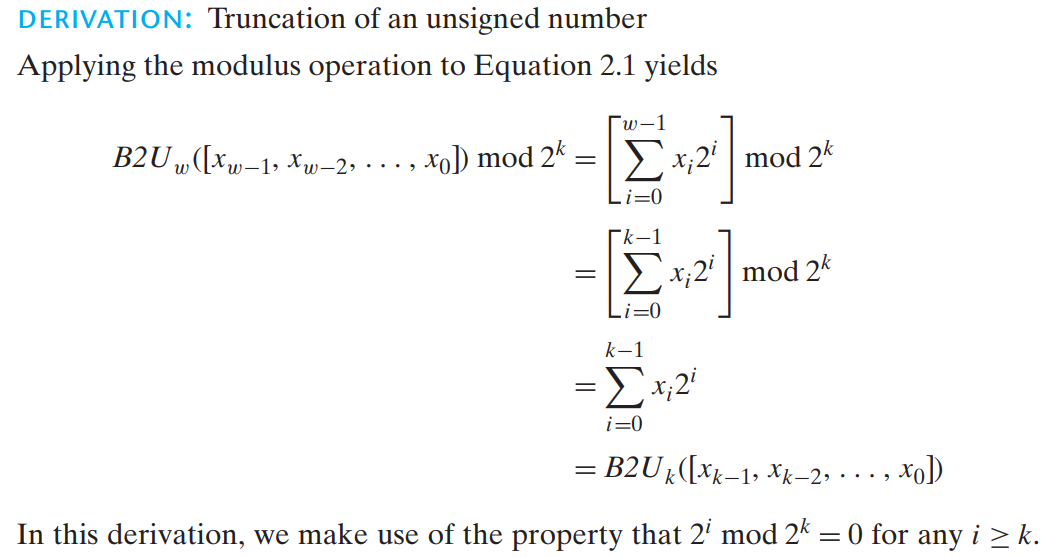 DERIVATION: Truncation of an unsigned number
Applying the modulus operation to Equation 2.1 yields
$B2U_w([x_{w-1}, x_{w-2}, \ldots, x_0]) \bmod 2^k = \left[\sum_{i=0}^{w-1} x_i 2^i\right] \bmod 2^k$
$= \left[\sum_{i=0}^{k-1} x_i 2^i\right] \bmod 2^k$
$= \sum_{i=0}^{k-1} x_i 2^i$
$= B2U_k([x_{k-1}, x_{k-2}, \ldots, x_0])$
In this derivation, we make use of the property that $2^i \bmod 2^k = 0$ for any $i \geq k$.